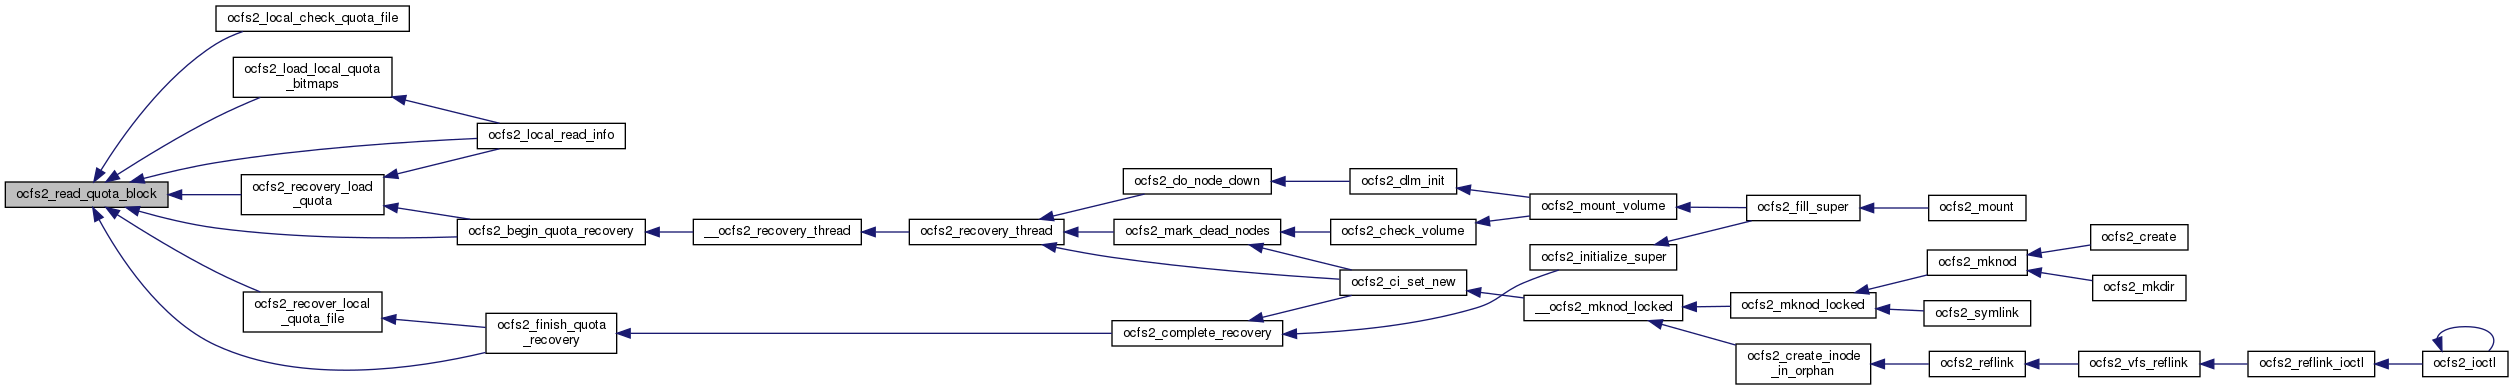 ocfs2_local_check_quota_file
ocfs2_load_local_quota
_bitmaps
ocfs2_local_read_info
ocfs2_read_quota_block
ocfs2_recovery_load
_quota
ocfs2_begin_quota_recovery
__ocfs2_recovery_thread
ocfs2_recovery_thread
ocfs2_do_node_down
ocfs2_dlm_init
ocfs2_mount_volume
ocfs2_fill_super
ocfs2_mount
ocfs2_mark_dead_nodes
ocfs2_check_volume
ocfs2_initialize_super
ocfs2_ci_set_new
ocfs2_mknod
ocfs2_create
ocfs2_mkdir
ocfs2_recover_local
_quota_file
ocfs2_finish_quota
_recovery
ocfs2_complete_recovery
__ocfs2_mknod_locked
ocfs2_mknod_locked
ocfs2_symlink
ocfs2_create_inode
_in_orphan
ocfs2_reflink
ocfs2_vfs_reflink
ocfs2_reflink_ioctl
ocfs2_ioctl